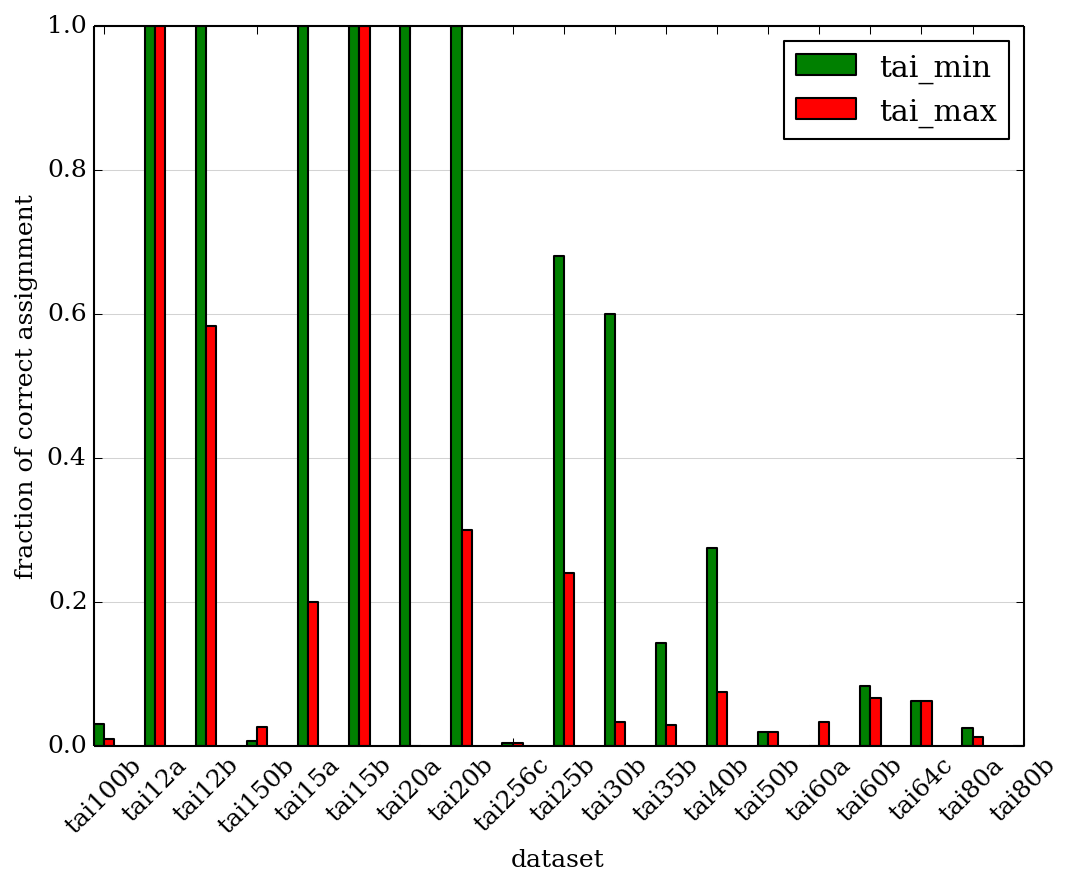 1.0
0.8
0.6
0.4
0.2
0.0
fraction of correct assignment
tai_min
tai_max
tai100b
tai12a
tai12b
tai150b
tai15a
tai15b
tai20a
tai20b
tai256c
tai25b
tai30b
tai35b
tai40b
tai50b
tai60a
tai60b
tai64c
tai80a
tai80b
dataset